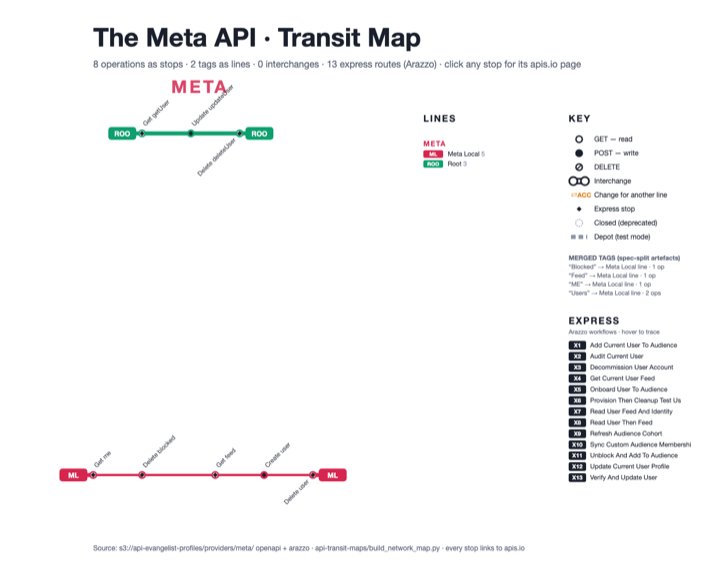 The Meta API · Transit Map
8 operations as stops · 2 tags as lines · 0 interchanges · 13 express routes (Arazzo) · click any stop for its apis.io page
META
ROO
Get getUser
Update updateUser
Delete deleteUser
ROO
LINES
META
ML Meta Local 5
ROO Root 3
KEY
GET — read
POST — write
DELETE
Interchange
⇄ACC Change for another line
Express stop
Closed (deprecated)
Depot (test mode)
MERGED TAGS (spec-split artefacts)
"Blocked" → Meta Local line · 1 op
"Feed" → Meta Local line · 1 op
"ME" → Meta Local line · 1 op
"Users" → Meta Local line · 2 ops
EXPRESS
Arazzo workflows · hover to trace
X1 Add Current User To Audience
X2 Audit Current User
X3 Decommission User Account
X4 Get Current User Feed
X5 Onboard User To Audience
X6 Provision Then Cleanup Test Us
X7 Read User Feed And Identity
X8 Read User Then Feed
X9 Refresh Audience Cohort
X10 Sync Custom Audience Membershi
X11 Unblock And Add To Audience
X12 Update Current User Profile
X13 Verify And Update User
ML
Get me
Delete blocked
Get feed
Create user
Delete user
ML
Source: s3://api-evangelist-profiles/providers/meta/ openapi + arazzo · api-transit-maps/build_network_map.py · every stop links to apis.io